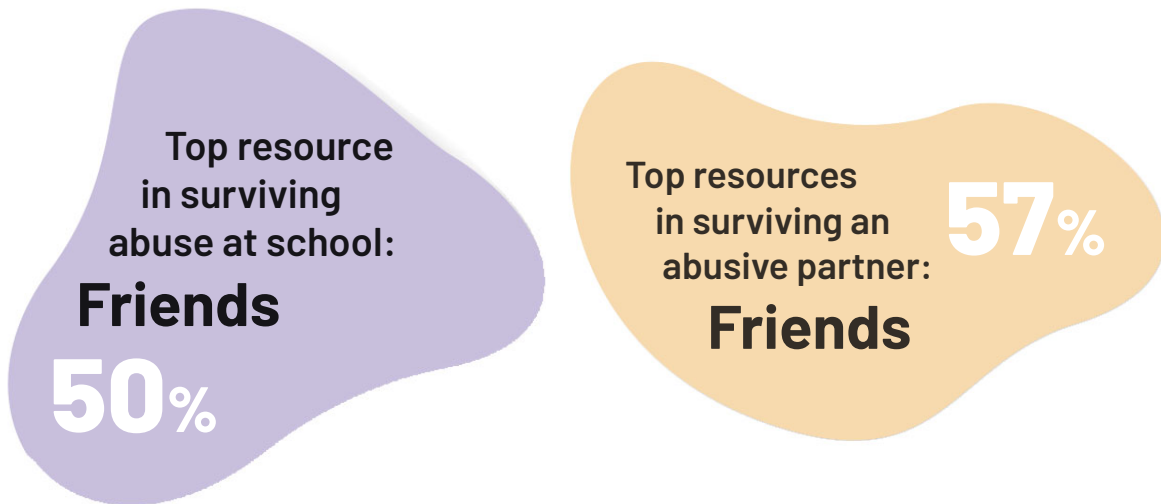 Top resource
in surviving
abuse at school:
Friends
50%
Top resources
in surviving an
abusive partner:
57%
Friends